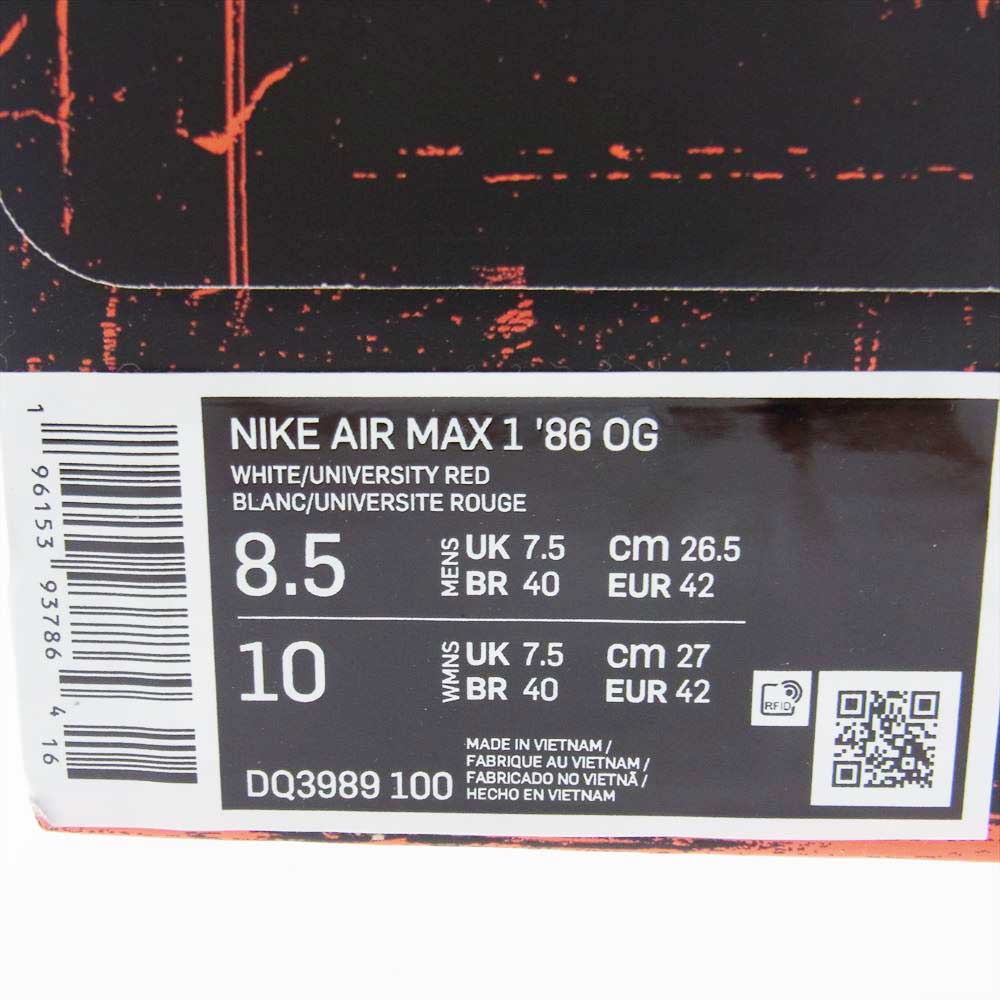 NIKE AIR MAX 1 '86 OG
WHITE/UNIVERSITY RED
BLANC/UNIVERSITE ROUGE
8.5 MENS UK 7.5 cm 26.5
BR 40 EUR 42
10 WMNS UK 7.5 cm 27
BR 40 EUR 42
RFID
DQ3989 100
MADE IN VIETNAM /
FABRIQUE AU VIETNAM /
FABRICADO NO VIETNÃ /
HECHO EN VIETNAM
1 96153 93786 4 16